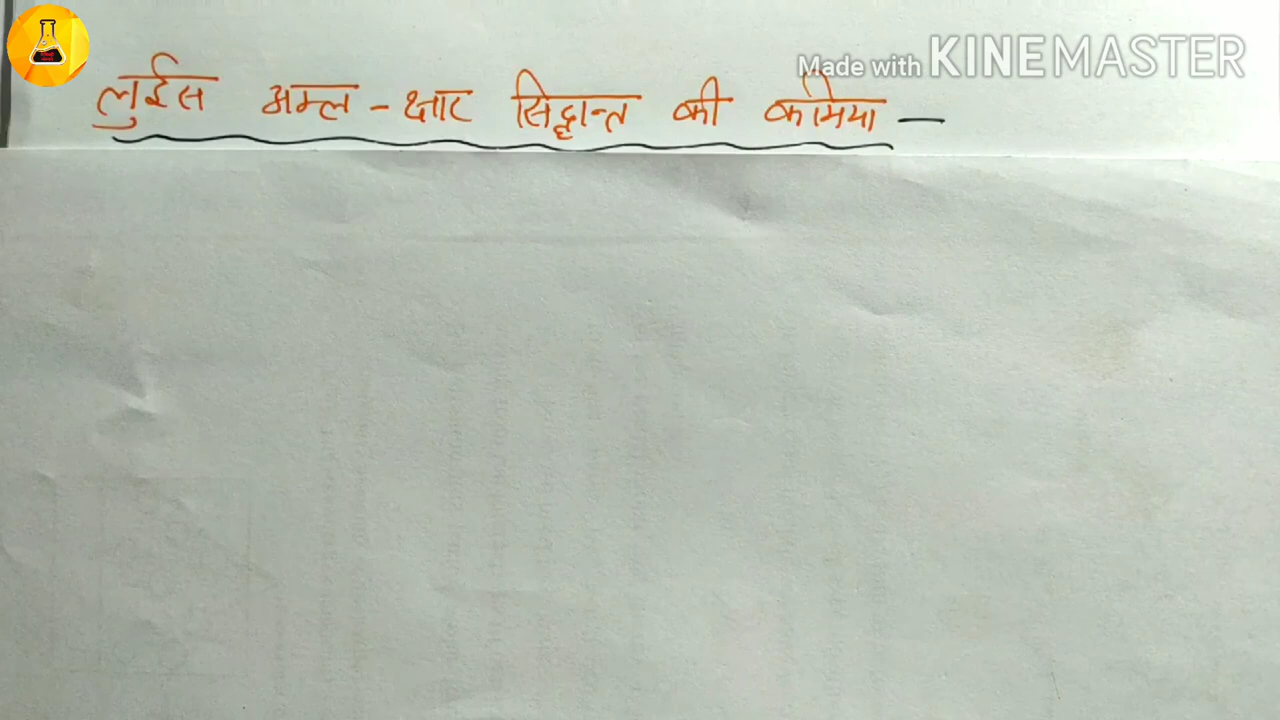 Made with KINEMASTER
लुईस अम्ल - क्षार सिद्धान्त की कमिया —